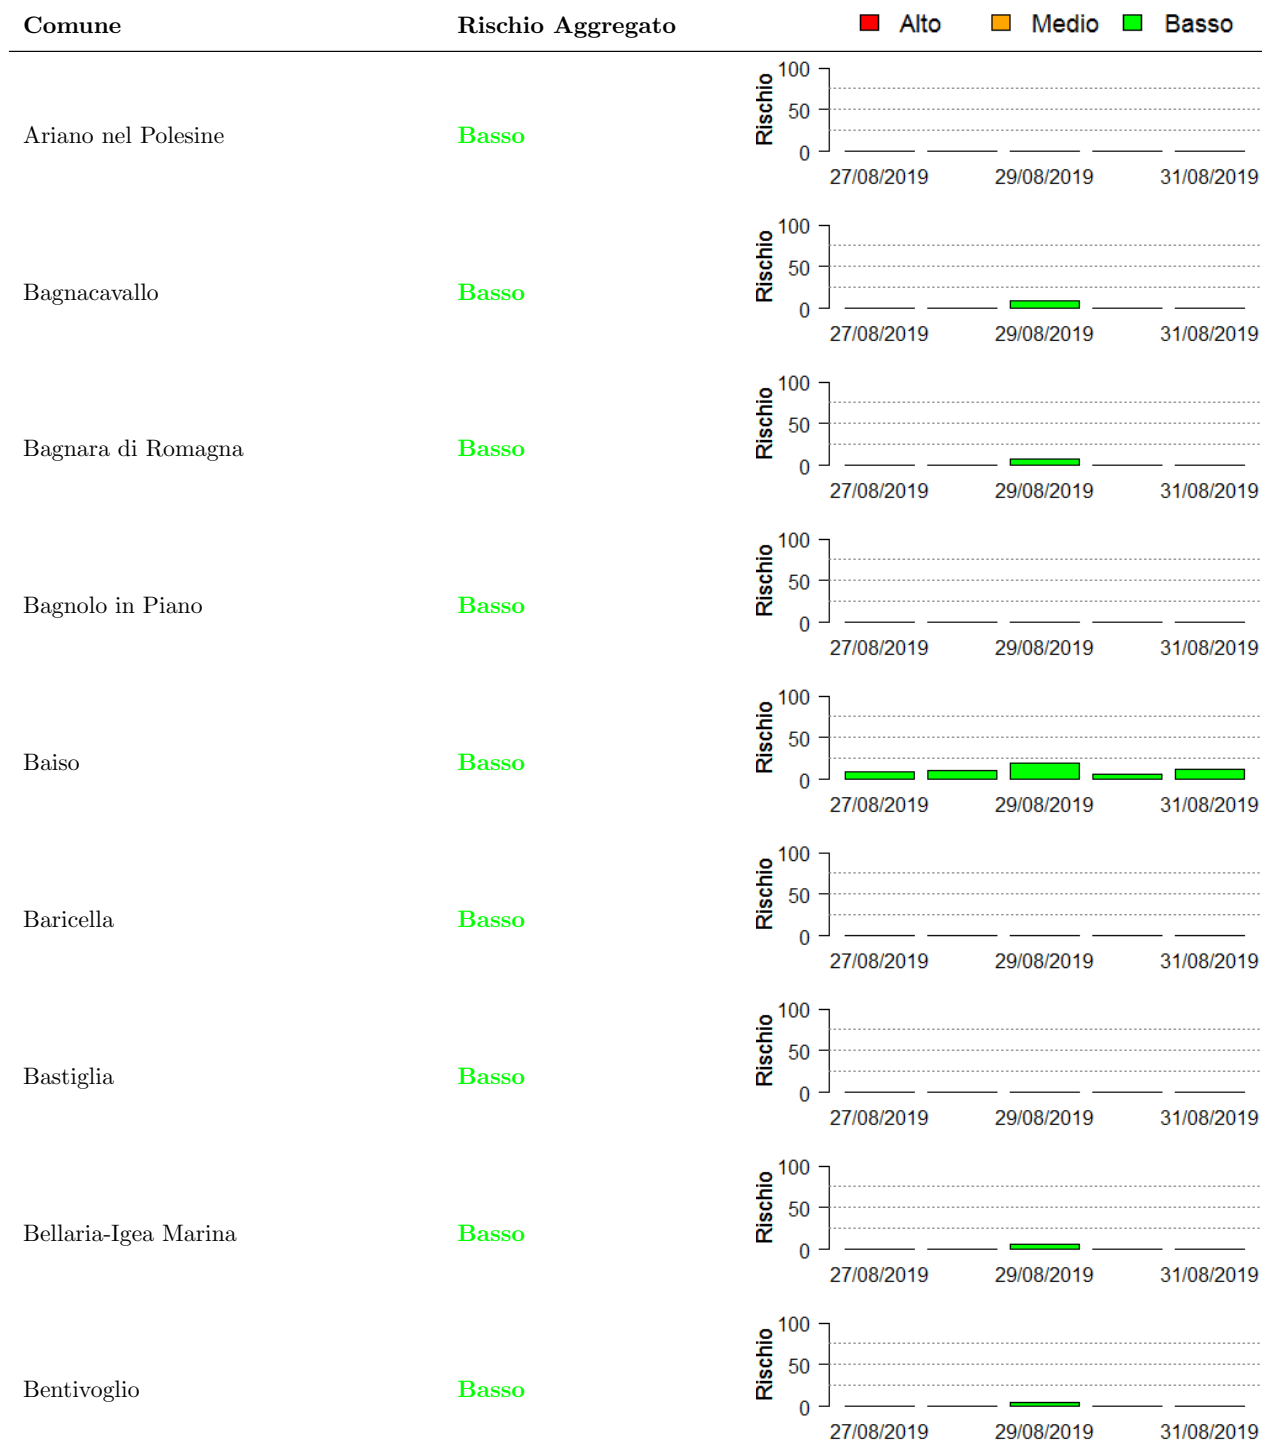 Comune Rischio Aggregato Alto Medio Basso
100
50
0
Rischio
Ariano nel Polesine Basso
27/08/2019 29/08/2019 31/08/2019
100
50
0
Rischio
Bagnacavallo Basso
27/08/2019 29/08/2019 31/08/2019
100
50
0
Rischio
Bagnara di Romagna Basso
27/08/2019 29/08/2019 31/08/2019
100
50
0
Rischio
Bagnolo in Piano Basso
27/08/2019 29/08/2019 31/08/2019
100
50
0
Rischio
Baiso Basso
27/08/2019 29/08/2019 31/08/2019
100
50
0
Rischio
Baricella Basso
27/08/2019 29/08/2019 31/08/2019
100
50
0
Rischio
Bastiglia Basso
27/08/2019 29/08/2019 31/08/2019
100
50
0
Rischio
Bellaria-Igea Marina Basso
27/08/2019 29/08/2019 31/08/2019
100
50
0
Rischio
Bentivoglio Basso
27/08/2019 29/08/2019 31/08/2019